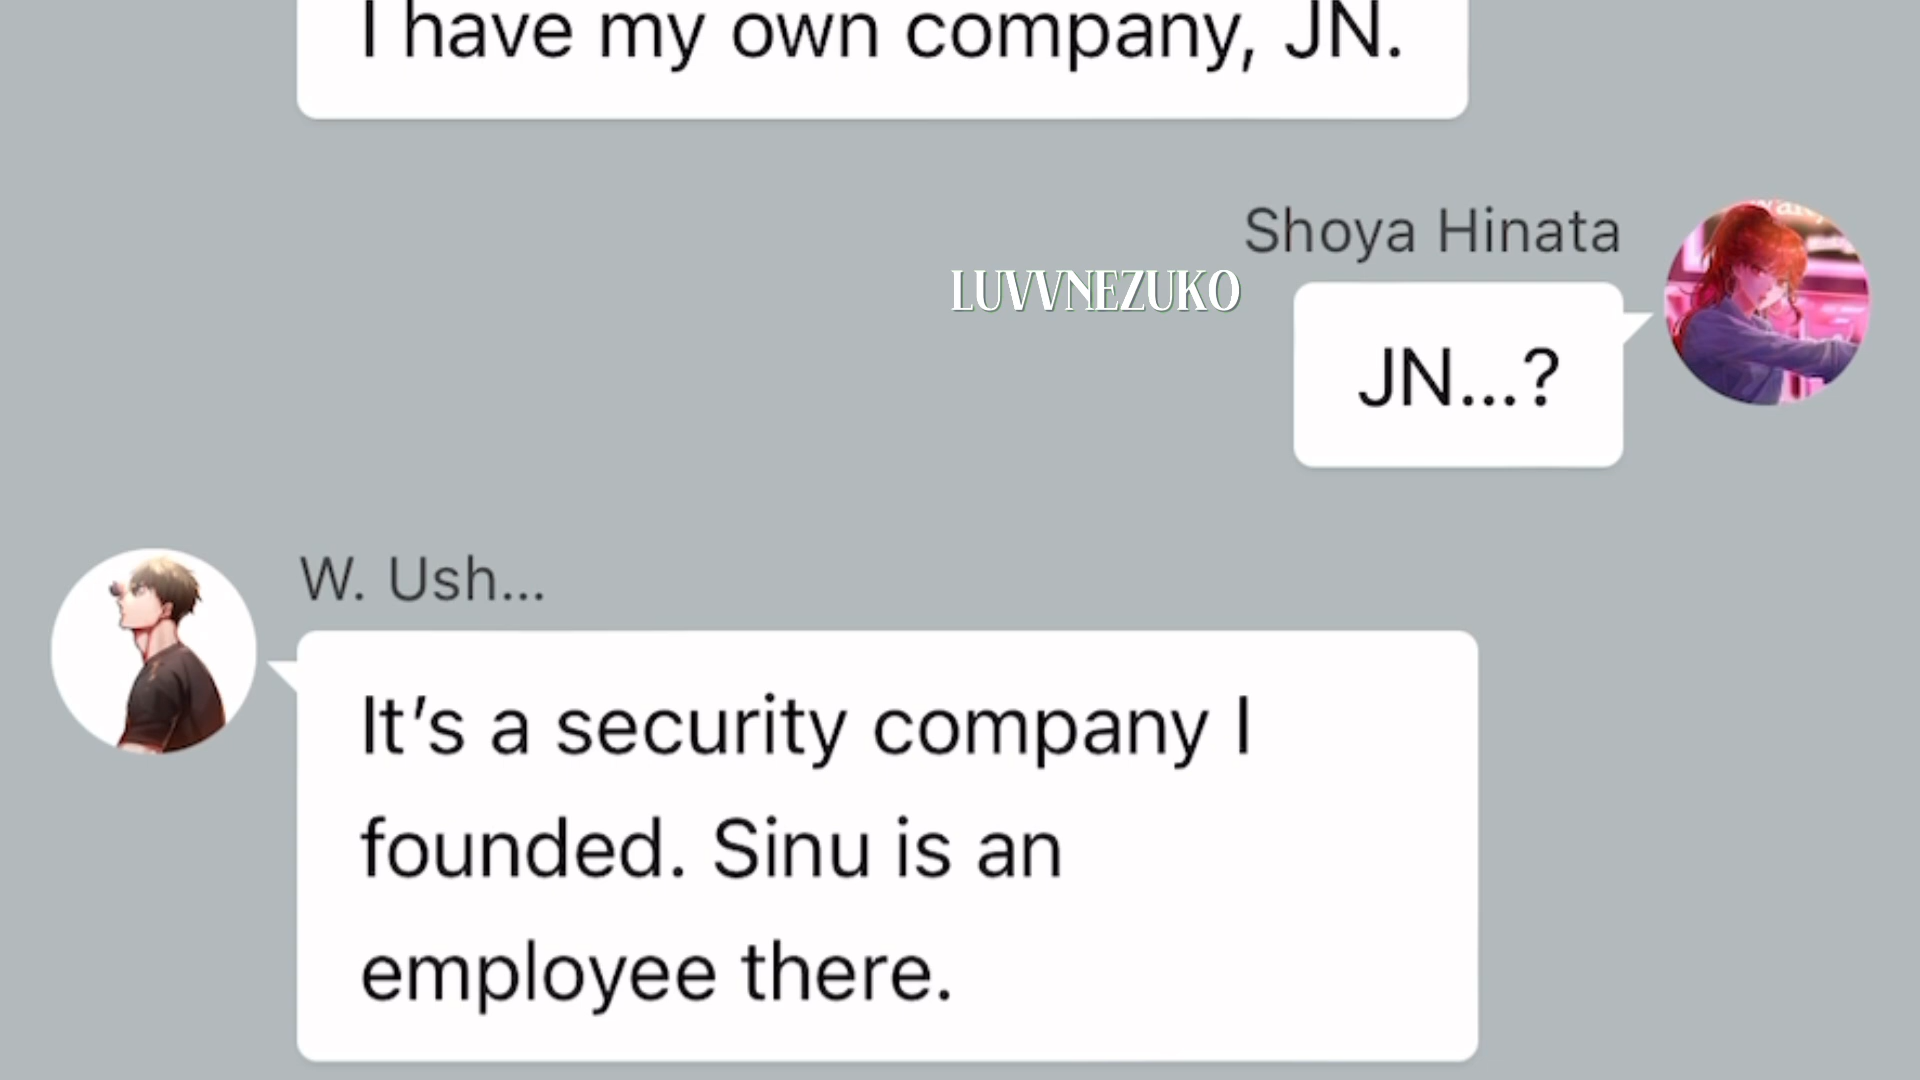 I have my own company, JN.
Shoya Hinata
LUVVNEZUKO
JN...?
W. Ush...
It's a security company I
founded. Sinu is an
employee there.